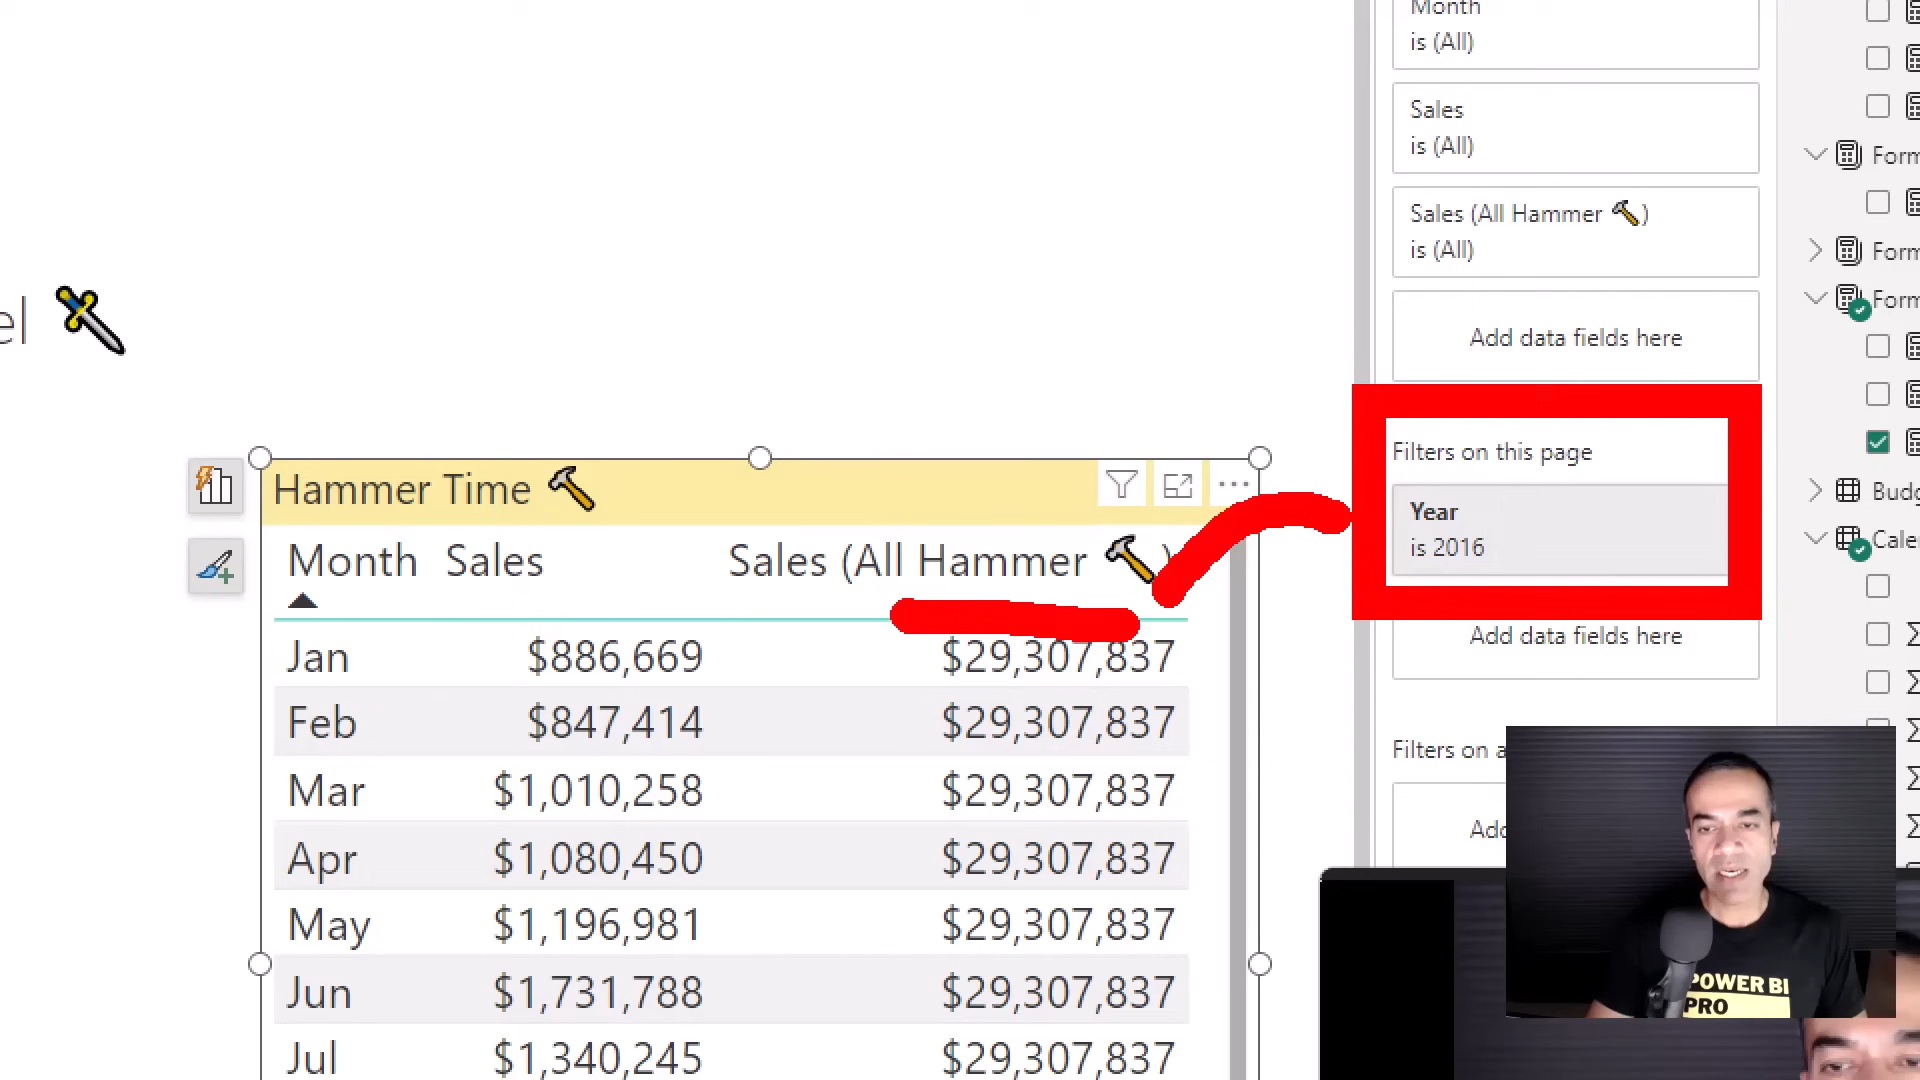 Month
is (All)
Sales
is (All)
Sales (All Hammer 🔨)
is (All)
Add data fields here
Filters on this page
Year
is 2016
Add data fields here
Filters on a
Add
el 🗡
Hammer Time 🔨
Month Sales Sales (All Hammer 🔨)
Jan $886,669 $29,307,837
Feb $847,414 $29,307,837
Mar $1,010,258 $29,307,837
Apr $1,080,450 $29,307,837
May $1,196,981 $29,307,837
Jun $1,731,788 $29,307,837
Jul $1,340,245 $29,307,837
Form
Form
Form
Budg
Caler
POWER BI
PRO